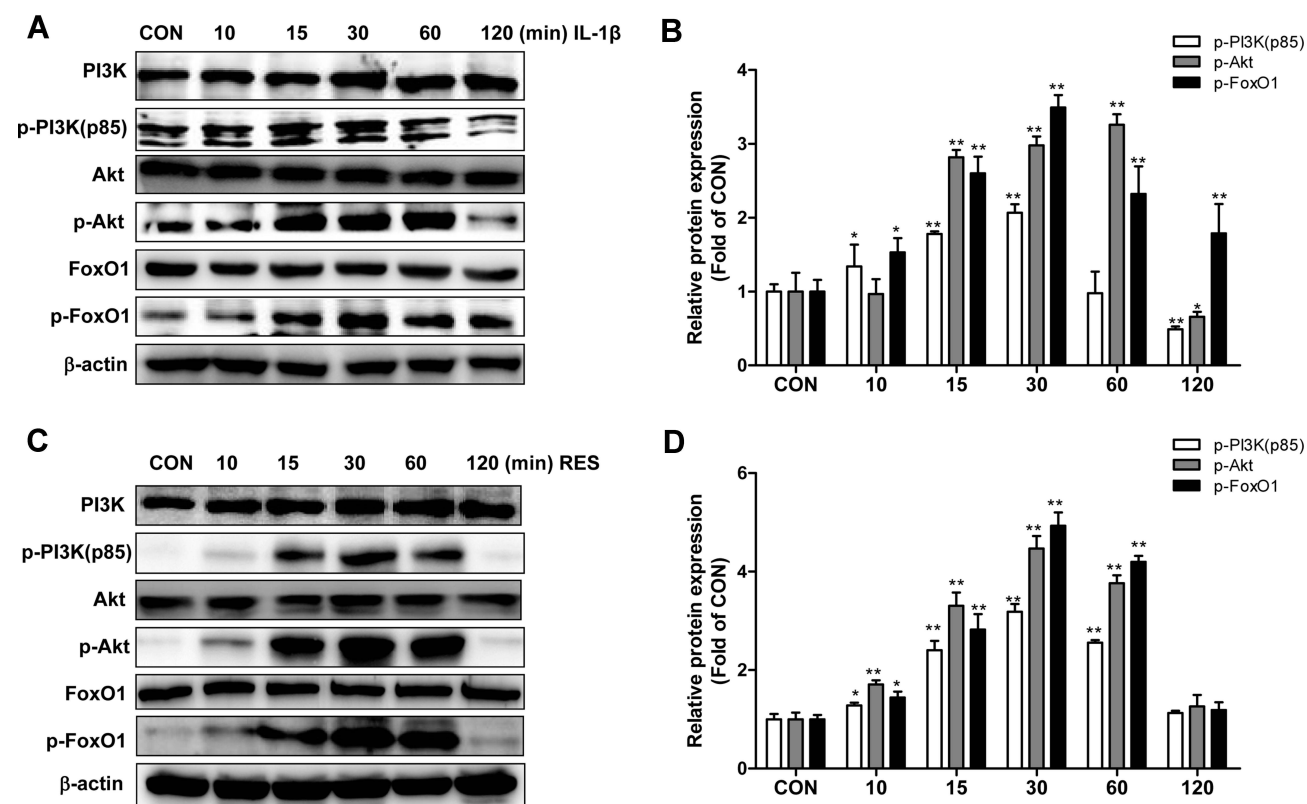 A
CON 10 15 30 60 120 (min) IL-1β
PI3K
p-PI3K(p85)
Akt
p-Akt
FoxO1
p-FoxO1
β-actin
B
p-PI3K(p85)
p-Akt
p-FoxO1
Relative protein expression
(Fold of CON)
4
3
2
1
0
* *
** ** **
** ** **
** **
** * **
CON 10 15 30 60 120
C
CON 10 15 30 60 120 (min) RES
PI3K
p-PI3K(p85)
Akt
p-Akt
FoxO1
p-FoxO1
β-actin
D
p-PI3K(p85)
p-Akt
p-FoxO1
Relative protein expression
(Fold of CON)
6
4
2
0
* ** *
** ** **
** ** **
** ** **
CON 10 15 30 60 120